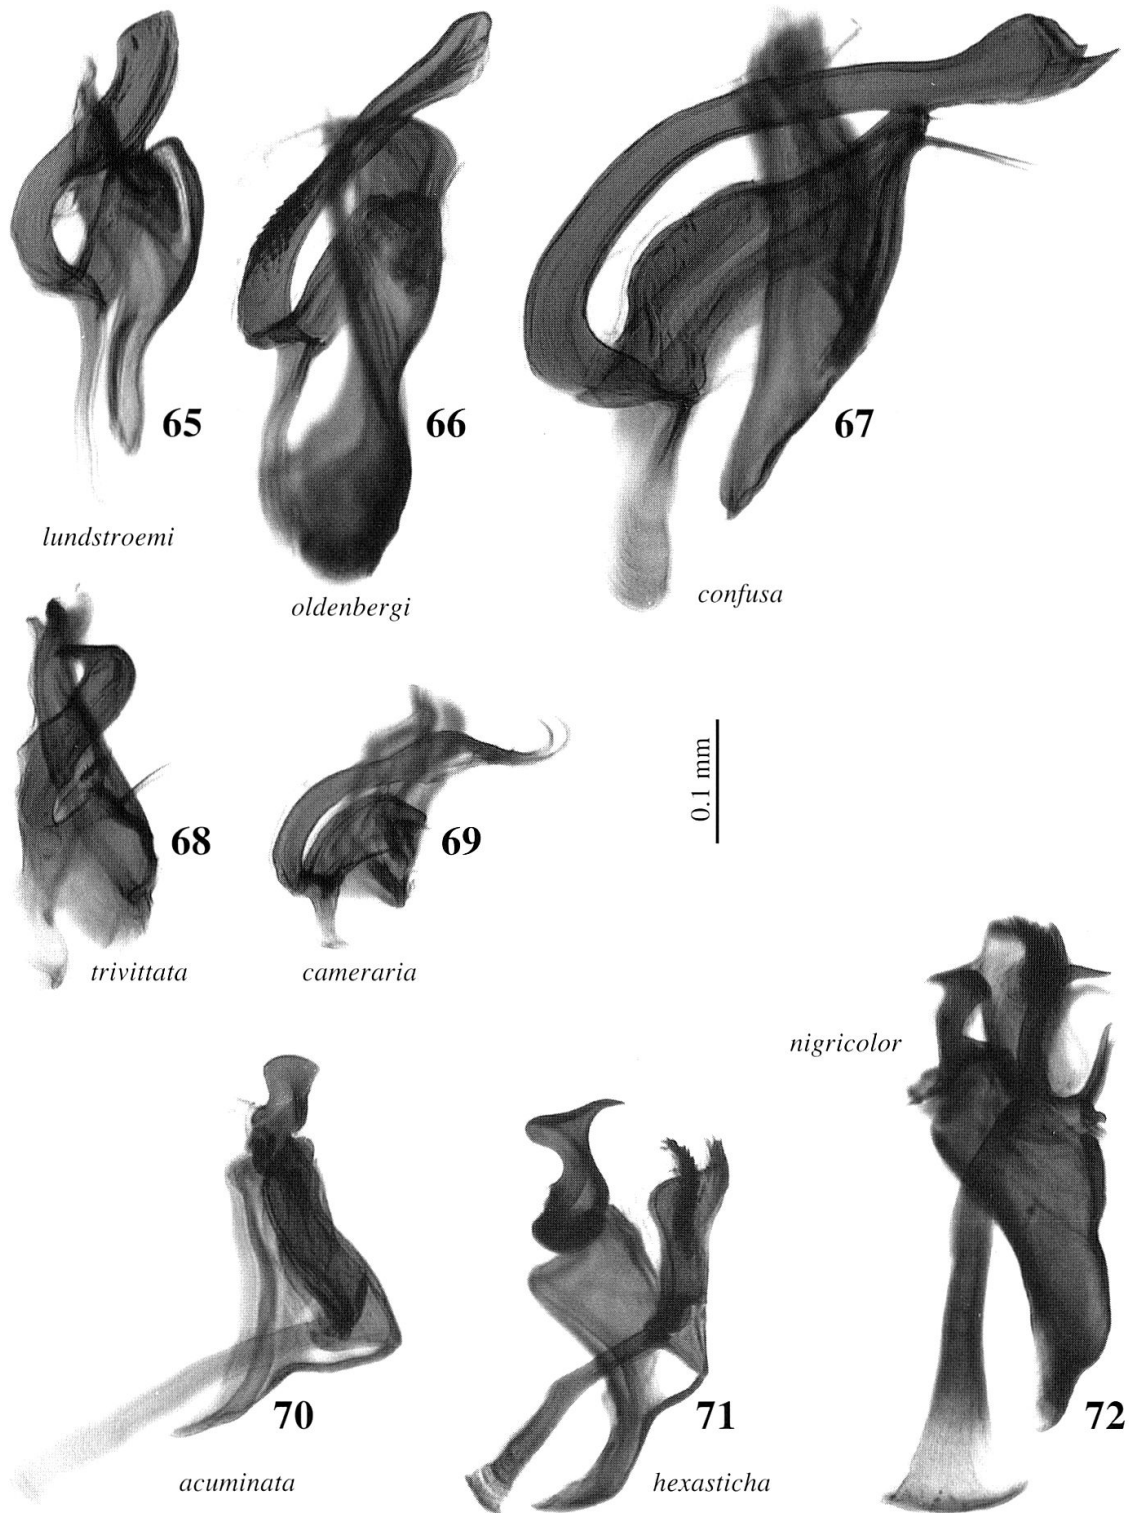 65
66
67
lundstroemi
oldenbergi
confusa
0.1 mm
68
69
trivittata
cameraria
nigricolor
70
71
72
acuminata
hexasticha